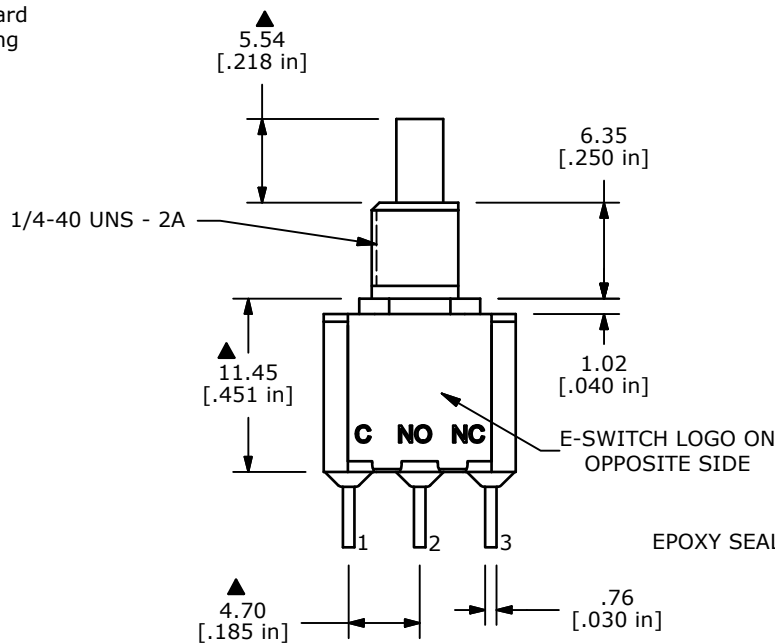 ard
ng
5.54
[.218 in]
6.35
[.250 in]
1/4-40 UNS - 2A
11.45
[.451 in]
1.02
[.040 in]
C NO NC
E-SWITCH LOGO ON
OPPOSITE SIDE
1 2 3
EPOXY SEAL
4.70
[.185 in]
.76
[.030 in]